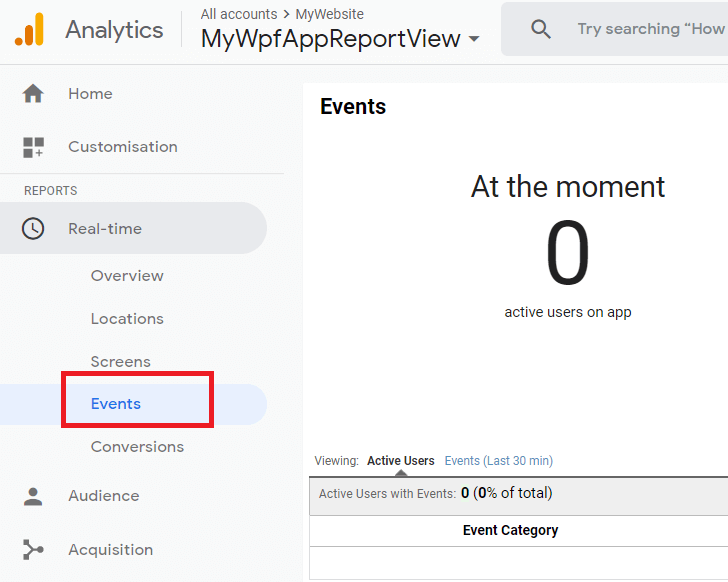 Analytics
All accounts > MyWebsite
MyWpfAppReportView
Try searching “How
Home
Customisation
REPORTS
Real-time
Overview
Locations
Screens
Events
Conversions
Audience
Acquisition
Events
At the moment
0
active users on app
Viewing: Active Users Events (Last 30 min)
Active Users with Events: 0 (0% of total)
Event Category